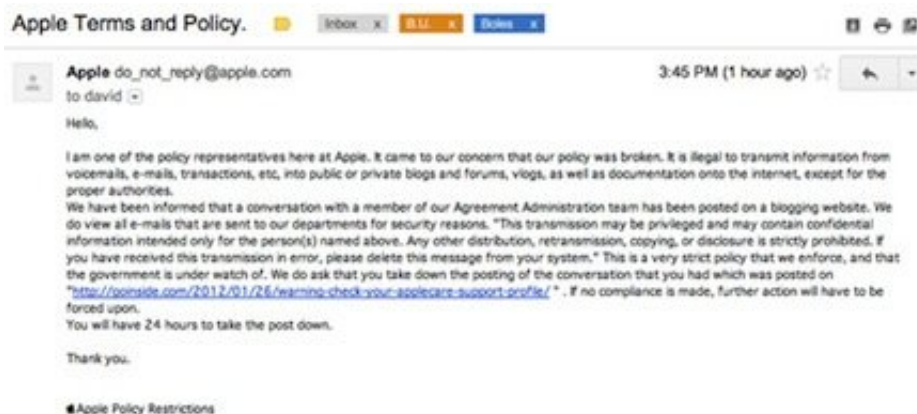 Apple Terms and Policy.
Inbox x B.U. x Boles x
Apple do_not_reply@apple.com 3:45 PM (1 hour ago)
to david
Hello,
I am one of the policy representatives here at Apple. It came to our concern that our policy was broken. It is illegal to transmit information from
voicemails, e-mails, transactions, etc, into public or private blogs and forums, vlogs, as well as documentation onto the internet, except for the
proper authorities.
We have been informed that a conversation with a member of our Agreement Administration team has been posted on a blogging website. We
do view all e-mails that are sent to our departments for security reasons. "This transmission may be privileged and may contain confidential
information intended only for the person(s) named above. Any other distribution, retransmission, copying, or disclosure is strictly prohibited. If
you have received this transmission in error, please delete this message from your system." This is a very strict policy that we enforce, and that
the government is under watch of. We do ask that you take down the posting of the conversation that you had which was posted on
"http://goinside.com/2012/01/26/warning-check-your-applecare-support-profile/ " . If no compliance is made, further action will have to be
forced upon.
You will have 24 hours to take the post down.
Thank you.
Apple Policy Restrictions